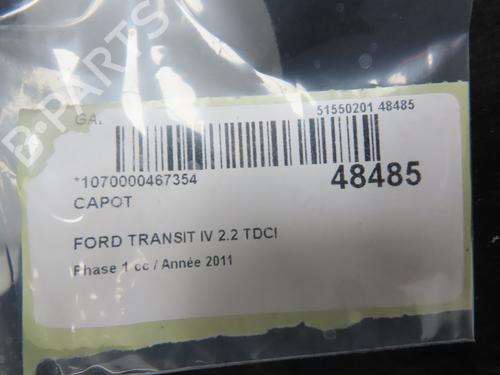 B-PARTS
GA.
51550201 48485
*1070000467354
48485
CAPOT
FORD TRANSIT IV 2.2 TDCI
Phase 1 cc / Année 2011